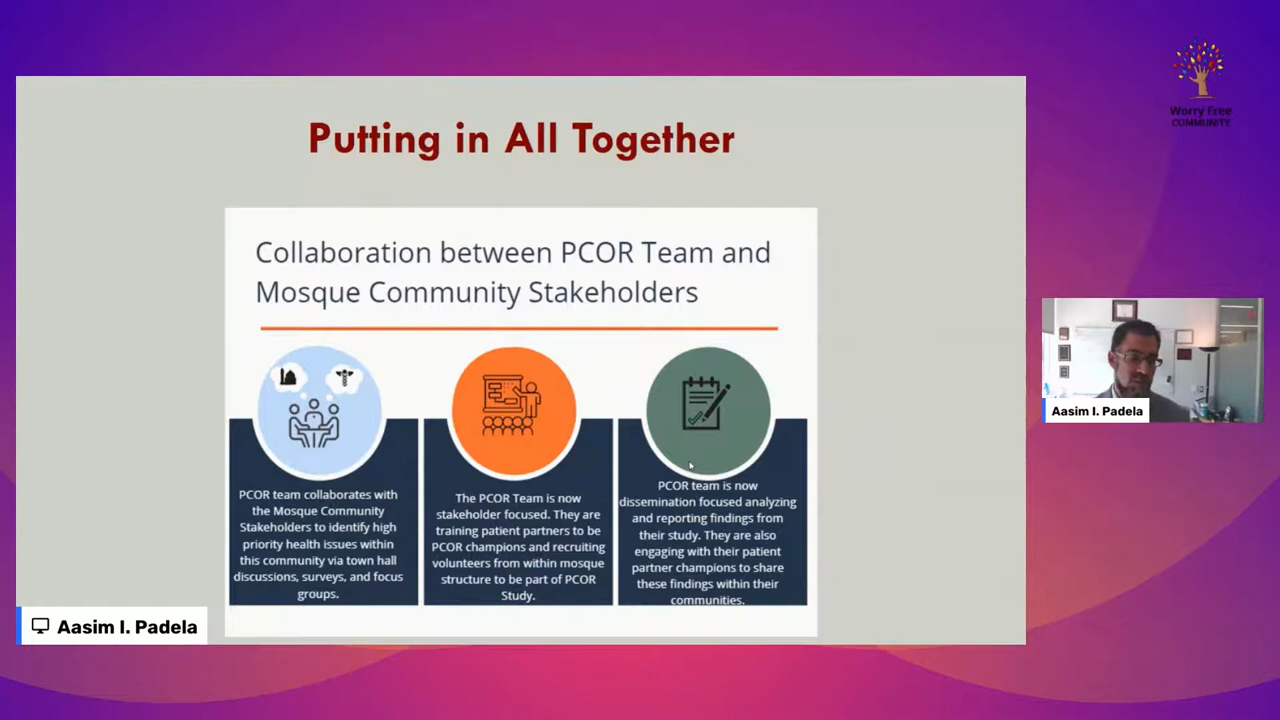 Worry Free
COMMUNITY
Putting in All Together
Collaboration between PCOR Team and
Mosque Community Stakeholders
PCOR team collaborates with
the Mosque Community
Stakeholders to identify high
priority health issues within
this community via town hall
discussions, surveys, and focus
groups.
The PCOR Team is now
stakeholder focused. They are
training patient partners to be
PCOR champions and recruiting
volunteers from within mosque
structure to be part of PCOR
Study.
PCOR team is now
dissemination focused analyzing
and reporting findings from
their study. They are also
engaging with their patient
partner champions to share
these findings within their
communities.
Aasim I. Padela
Aasim I. Padela